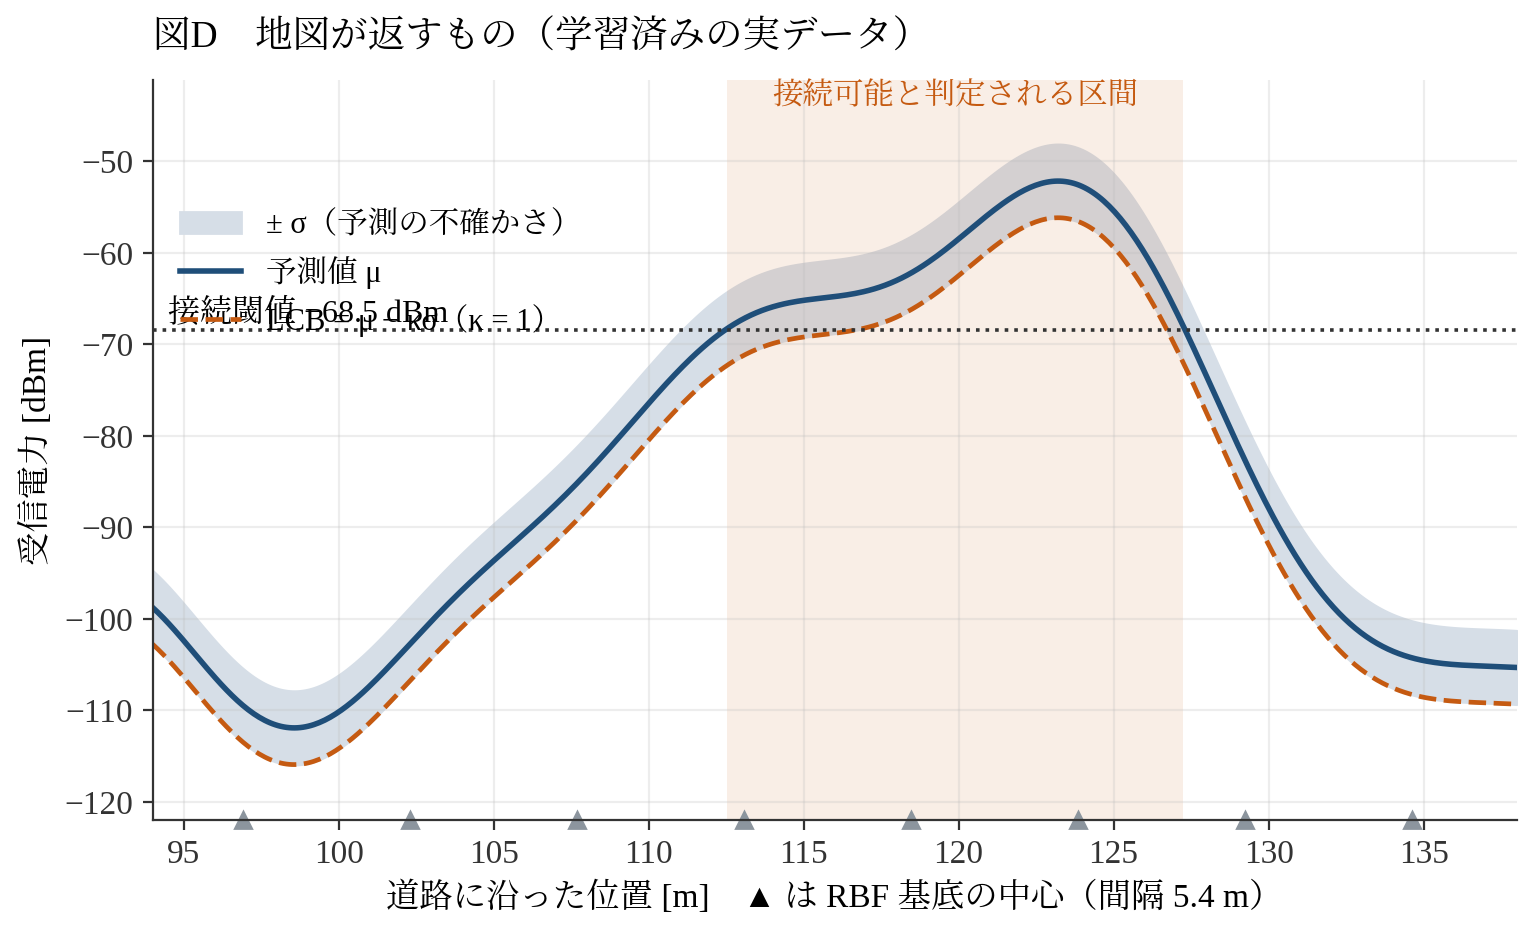 図D　地図が返すもの（学習済みの実データ）
接続可能と判定される区間
± σ（予測の不確かさ）
予測値 μ
接続閾値 −68.5 dBm
LCB = μ − κσ（κ = 1）
受信電力 [dBm]
−50
−60
−70
−80
−90
−100
−110
−120
95 100 105 110 115 120 125 130 135
道路に沿った位置 [m]　▲ は RBF 基底の中心（間隔 5.4 m）